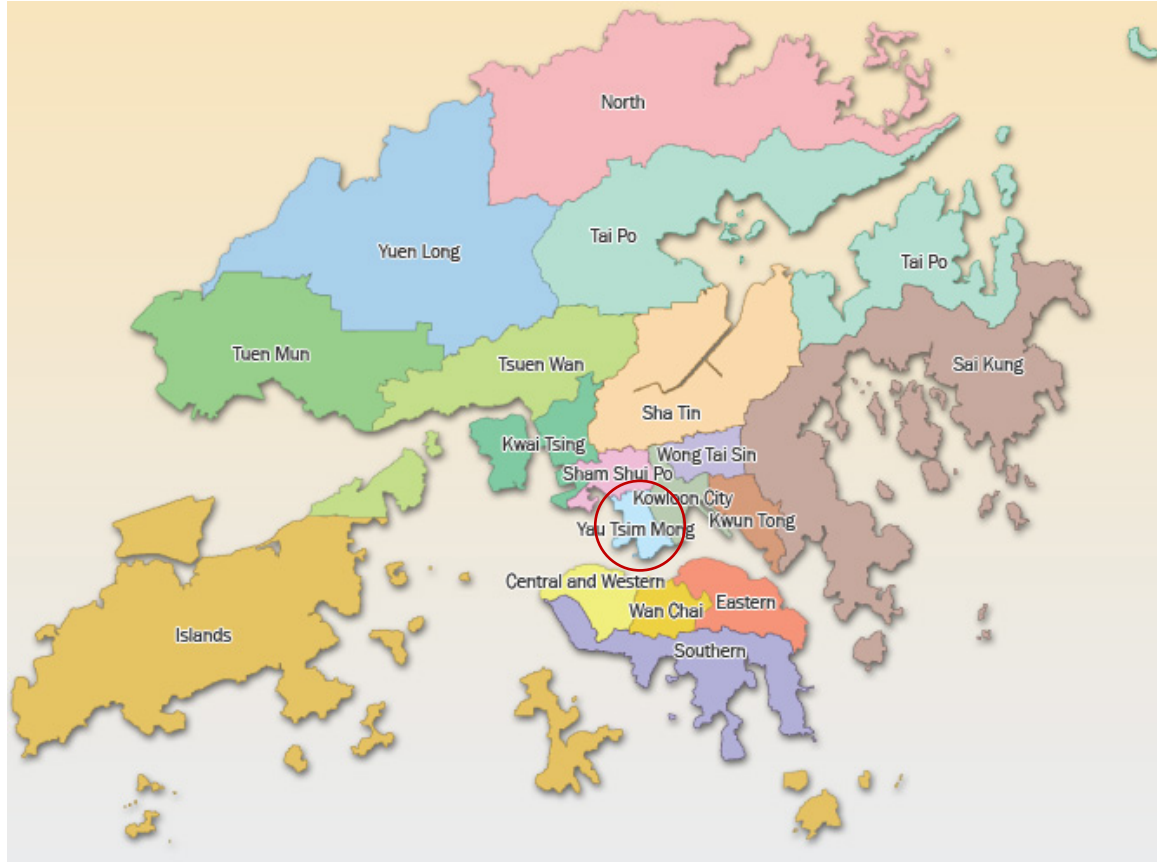 North
Tai Po
Yuen Long
Tai Po
Tuen Mun
Tsuen Wan
Sai Kung
Sha Tin
Kwai Tsing
Wong Tai Sin
Sham Shui Po
Kowloon City
Kwun Tong
Yau Tsim Mong
Central and Western
Eastern
Wan Chai
Islands
Southern